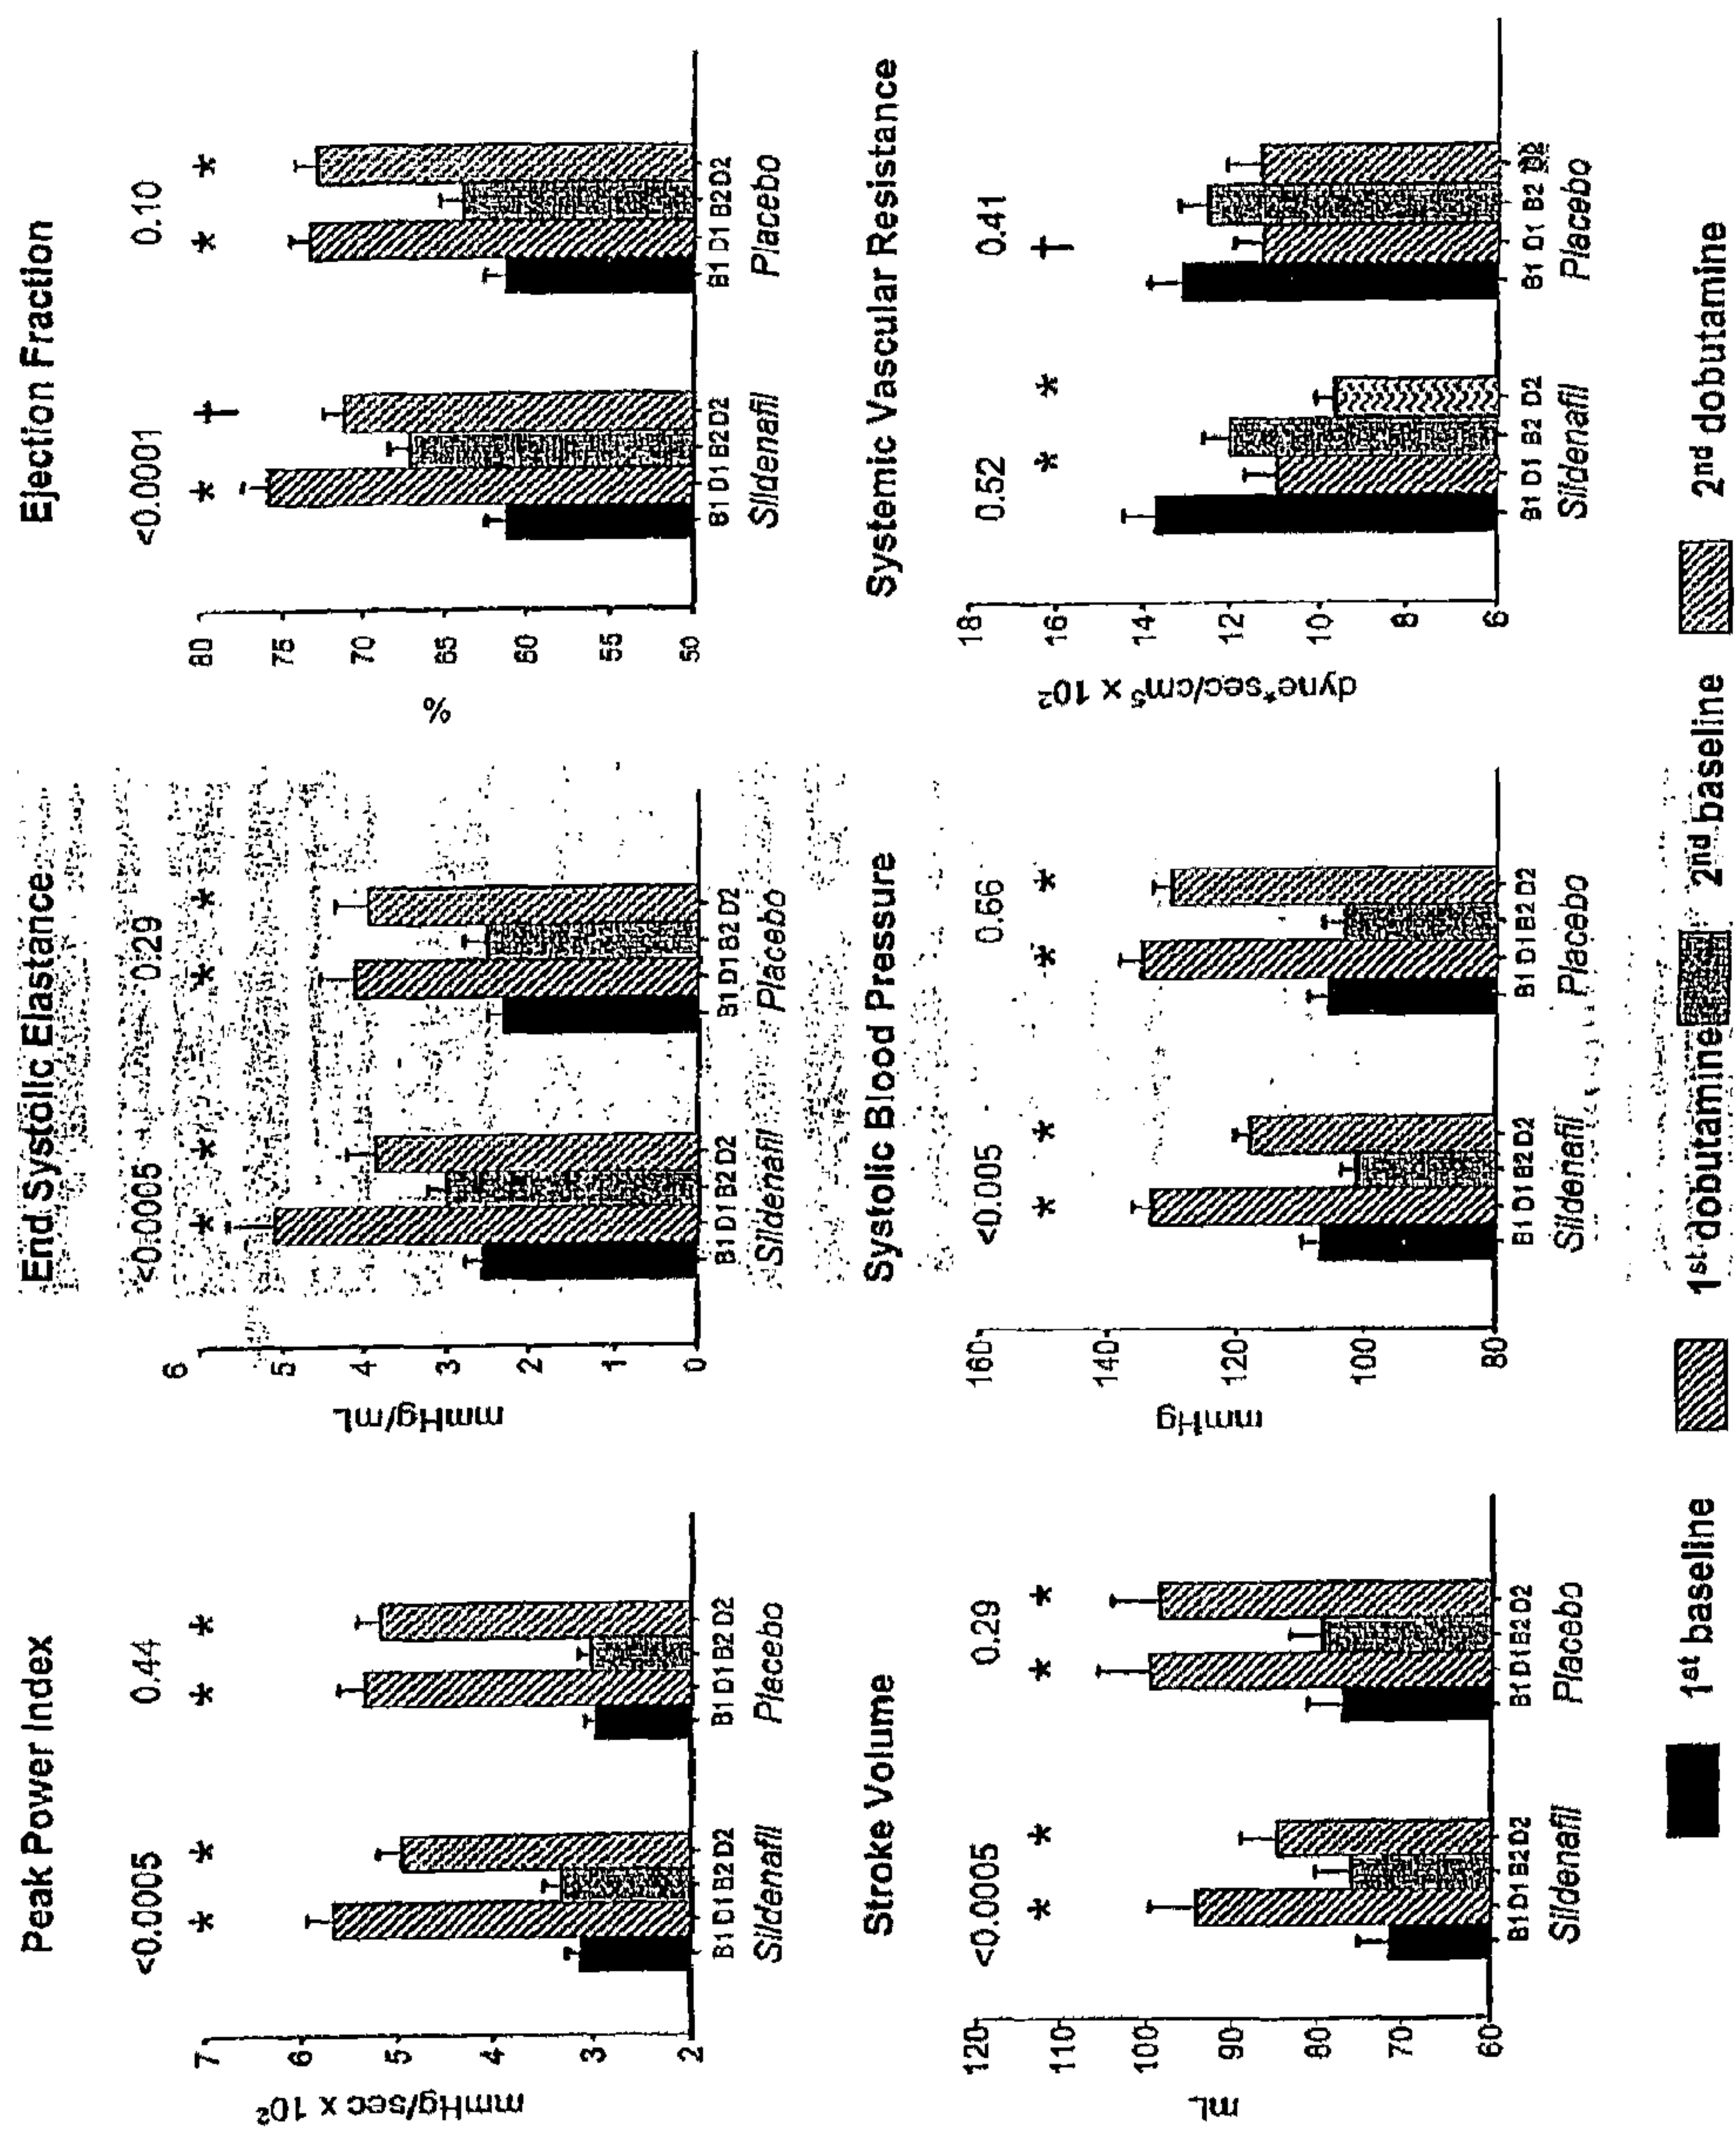 Peak Power Index
<0.0005 0.44
* * * *
7
6
5
4
3
2
mmHg/sec x 10²
B1 D1 B2 D2 B1 D1 B2 D2
Sildenafil Placebo
End Systolic Elastance
<0.0005 0.29
* * * *
6
5
4
3
2
1
0
mmHg/mL
B1 D1 B2 D2 B1 D1 B2 D2
Sildenafil Placebo
Ejection Fraction
<0.0001 0.10
* † * *
80
75
70
65
60
55
50
%
B1 D1 B2 D2 B1 D1 B2 D2
Sildenafil Placebo
Stroke Volume
<0.0005 0.29
* * * *
120
110
100
90
80
70
60
mL
B1 D1 B2 D2 B1 D1 B2 D2
Sildenafil Placebo
Systolic Blood Pressure
<0.005 0.66
* * * *
160
140
120
100
80
mmHg
B1 D1 B2 D2 B1 D1 B2 D2
Sildenafil Placebo
Systemic Vascular Resistance
0.52 0.41
* * †
18
16
14
12
10
8
6
dyne*sec/cm⁵ x 10²
B1 D1 B2 D2 B1 D1 B2 D2
Sildenafil Placebo
1st baseline 1st dobutamine 2nd baseline 2nd dobutamine